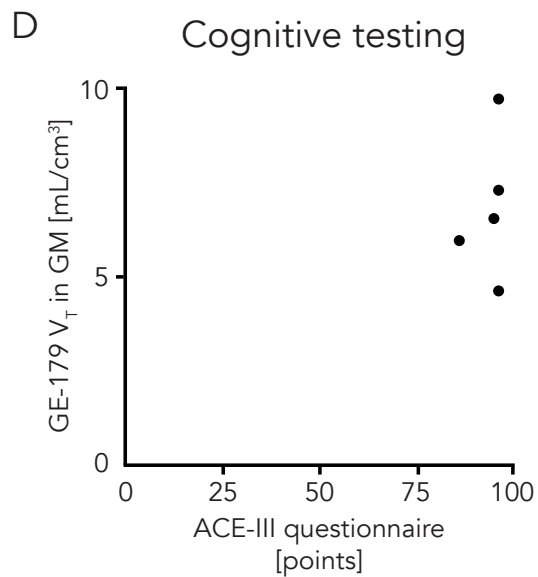 D
Cognitive testing
GE-179 V_T in GM [mL/cm³]
10
5
0
0 25 50 75 100
ACE-III questionnaire
[points]